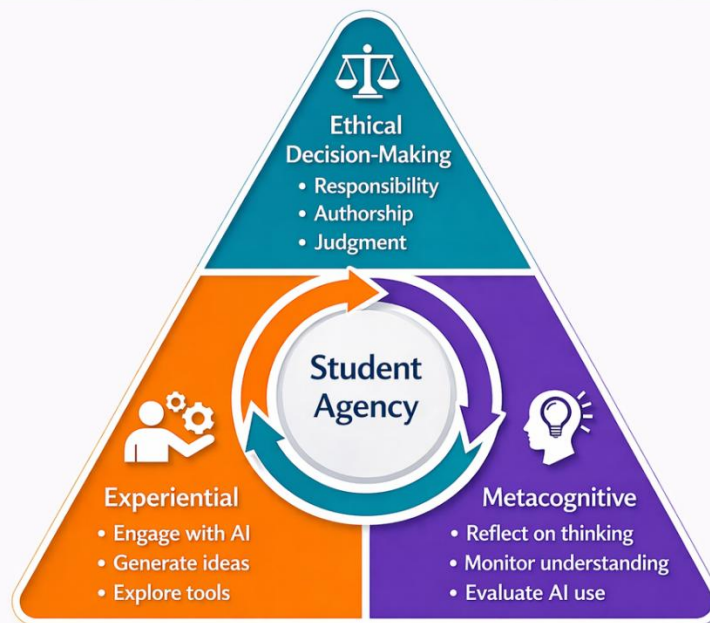 Ethical
Decision-Making
• Responsibility
• Authorship
• Judgment
Student
Agency
Experiential
• Engage with AI
• Generate ideas
• Explore tools
Metacognitive
• Reflect on thinking
• Monitor understanding
• Evaluate AI use